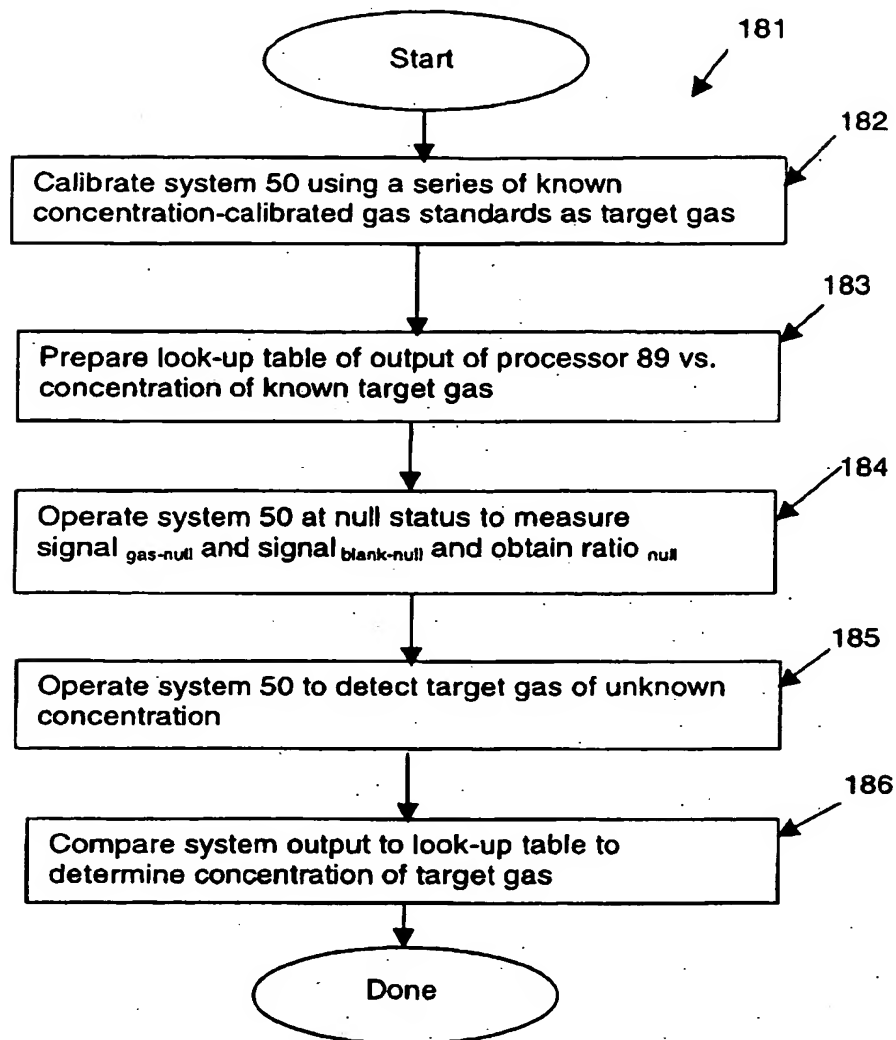 181
Start
182
Calibrate system 50 using a series of known
concentration-calibrated gas standards as target gas
183
Prepare look-up table of output of processor 89 vs.
concentration of known target gas
184
Operate system 50 at null status to measure
signal gas-null and signal blank-null and obtain ratio null
185
Operate system 50 to detect target gas of unknown
concentration
186
Compare system output to look-up table to
determine concentration of target gas
Done